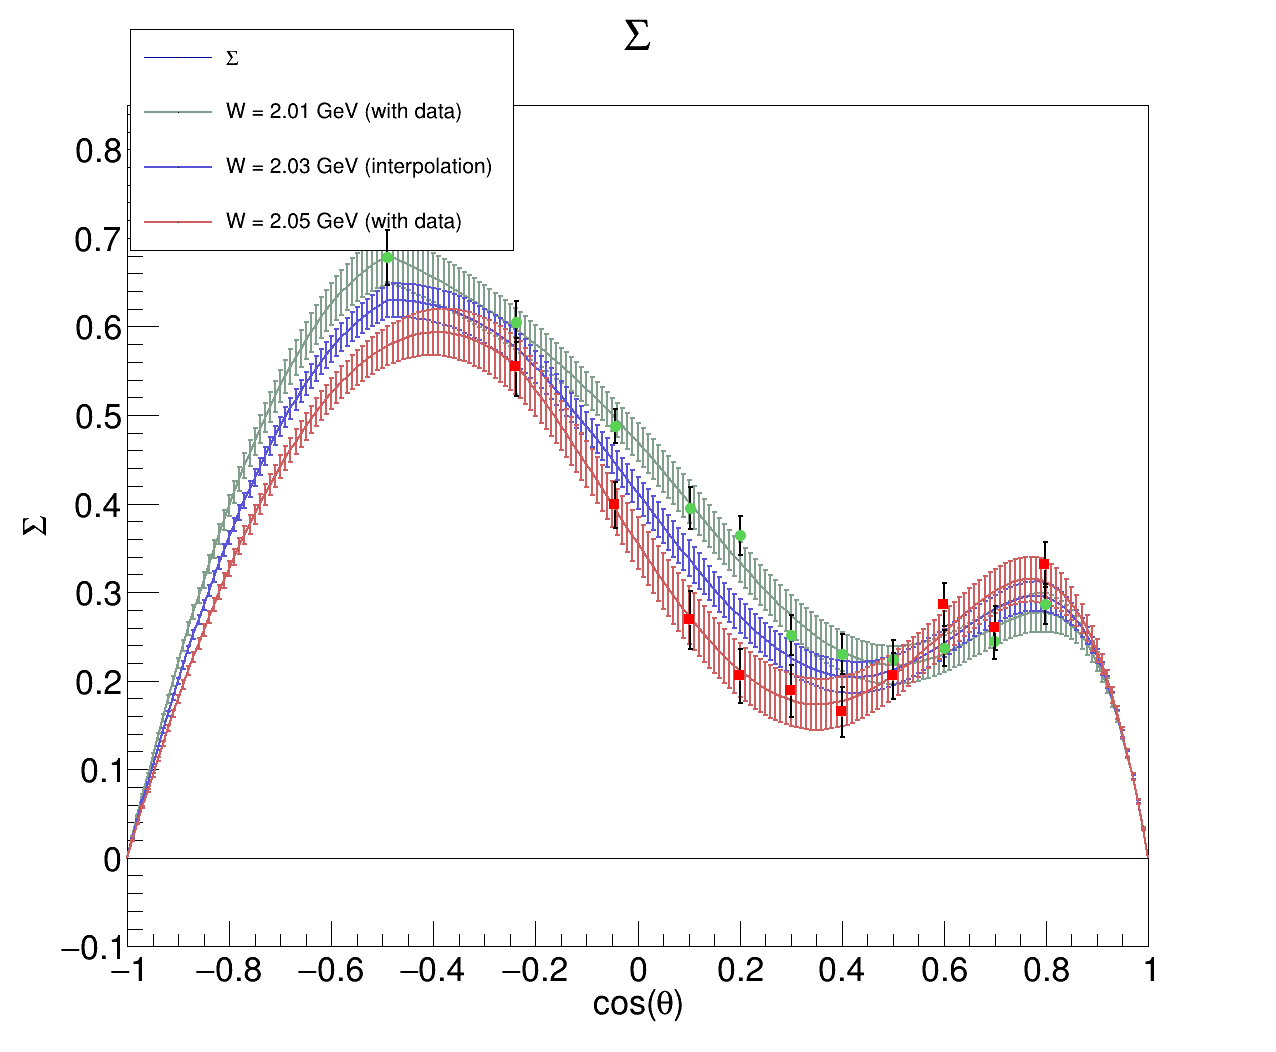 Σ
Σ
W = 2.01 GeV (with data)
W = 2.03 GeV (interpolation)
W = 2.05 GeV (with data)
0.8
0.7
0.6
0.5
0.4
0.3
0.2
0.1
0
−0.1
Σ
−1 −0.8 −0.6 −0.4 −0.2 0 0.2 0.4 0.6 0.8 1
cos(θ)